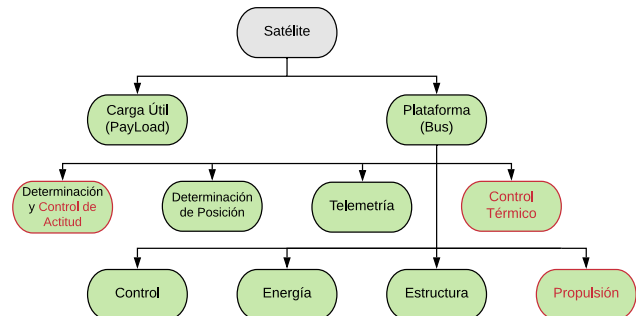 Satélite
Carga Útil
(PayLoad)
Plataforma
(Bus)
Determinación
y Control de
Actitud
Determinación
de Posición
Telemetría
Control
Térmico
Control
Energía
Estructura
Propulsión